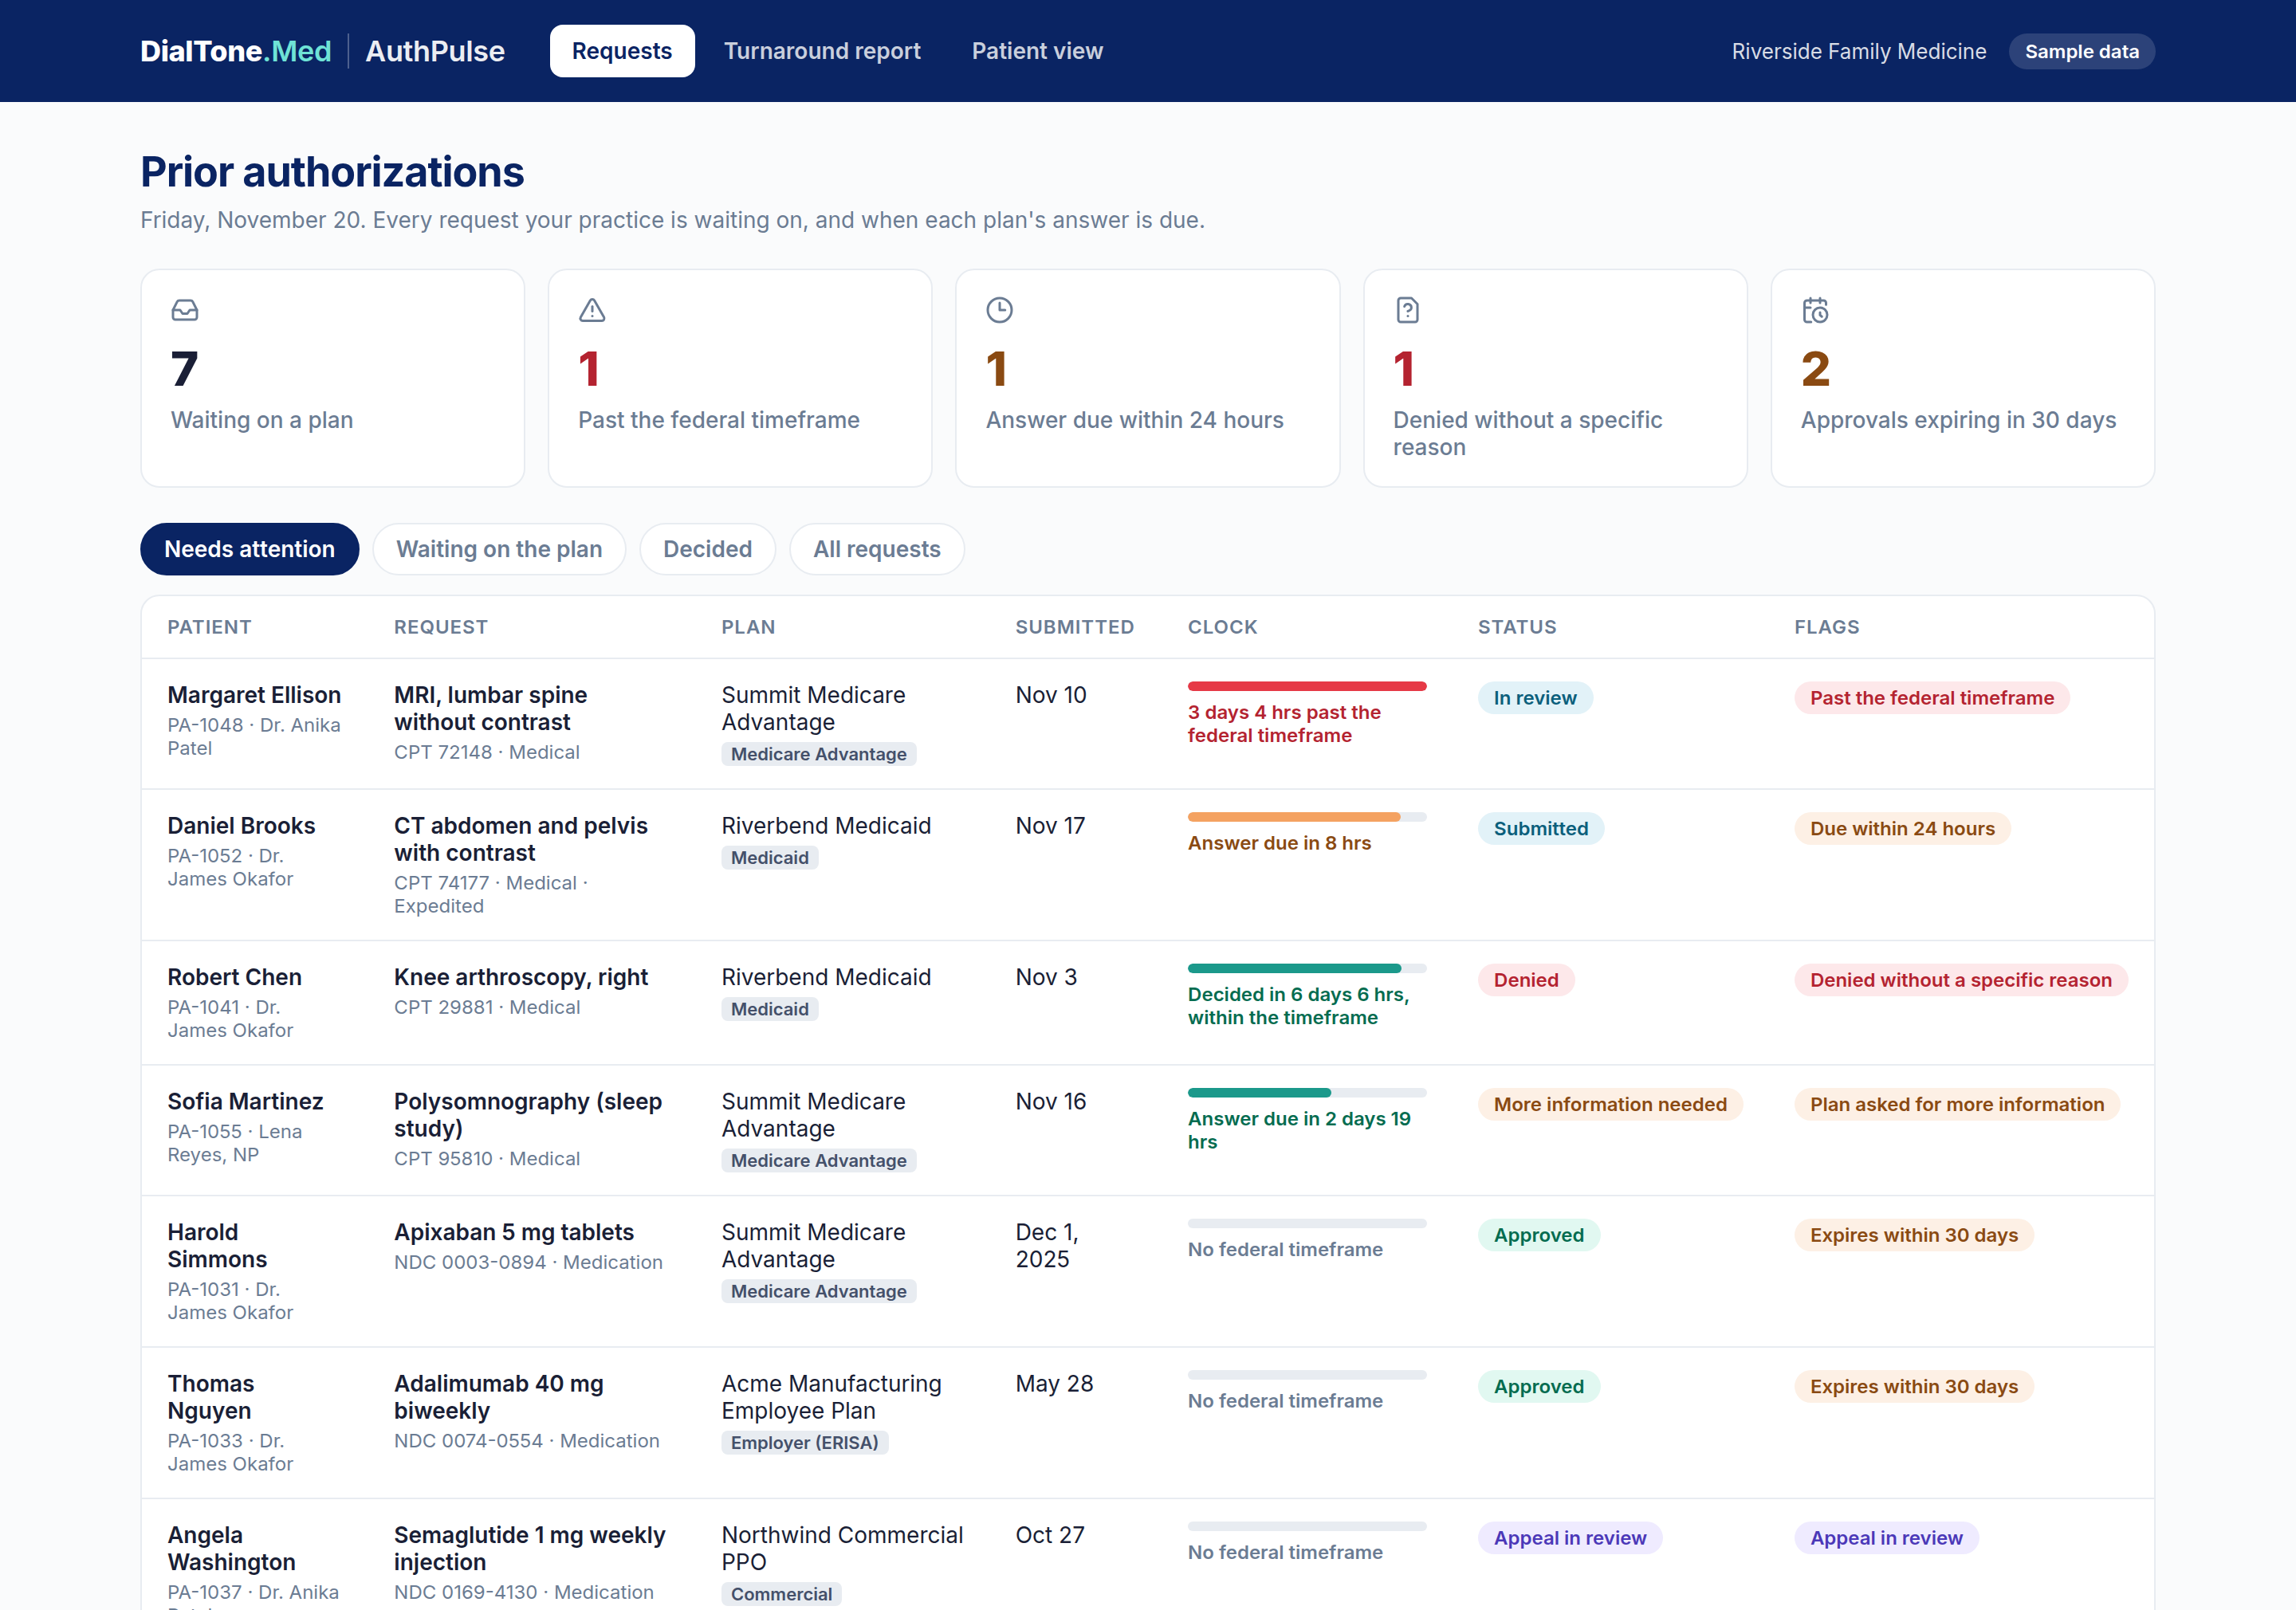 DialTone.Med | AuthPulse Requests Turnaround report Patient view Riverside Family Medicine Sample data
Prior authorizations
Friday, November 20. Every request your practice is waiting on, and when each plan's answer is due.
7
Waiting on a plan
1
Past the federal timeframe
1
Answer due within 24 hours
1
Denied without a specific
reason
2
Approvals expiring in 30 days
Needs attention Waiting on the plan Decided All requests
PATIENT REQUEST PLAN SUBMITTED CLOCK STATUS FLAGS
Margaret Ellison
PA-1048 · Dr. Anika
Patel
MRI, lumbar spine
without contrast
CPT 72148 · Medical
Summit Medicare
Advantage
Medicare Advantage
Nov 10
3 days 4 hrs past the
federal timeframe
In review
Past the federal timeframe
Daniel Brooks
PA-1052 · Dr.
James Okafor
CT abdomen and pelvis
with contrast
CPT 74177 · Medical ·
Expedited
Riverbend Medicaid
Medicaid
Nov 17
Answer due in 8 hrs
Submitted
Due within 24 hours
Robert Chen
PA-1041 · Dr.
James Okafor
Knee arthroscopy, right
CPT 29881 · Medical
Riverbend Medicaid
Medicaid
Nov 3
Decided in 6 days 6 hrs,
within the timeframe
Denied
Denied without a specific reason
Sofia Martinez
PA-1055 · Lena
Reyes, NP
Polysomnography (sleep
study)
CPT 95810 · Medical
Summit Medicare
Advantage
Medicare Advantage
Nov 16
Answer due in 2 days 19
hrs
More information needed
Plan asked for more information
Harold
Simmons
PA-1031 · Dr.
James Okafor
Apixaban 5 mg tablets
NDC 0003-0894 · Medication
Summit Medicare
Advantage
Medicare Advantage
Dec 1,
2025
No federal timeframe
Approved
Expires within 30 days
Thomas
Nguyen
PA-1033 · Dr.
James Okafor
Adalimumab 40 mg
biweekly
NDC 0074-0554 · Medication
Acme Manufacturing
Employee Plan
Employer (ERISA)
May 28
No federal timeframe
Approved
Expires within 30 days
Angela
Washington
PA-1037 · Dr. Anika
Semaglutide 1 mg weekly
injection
NDC 0169-4130 · Medication
Northwind Commercial
PPO
Commercial
Oct 27
No federal timeframe
Appeal in review
Appeal in review